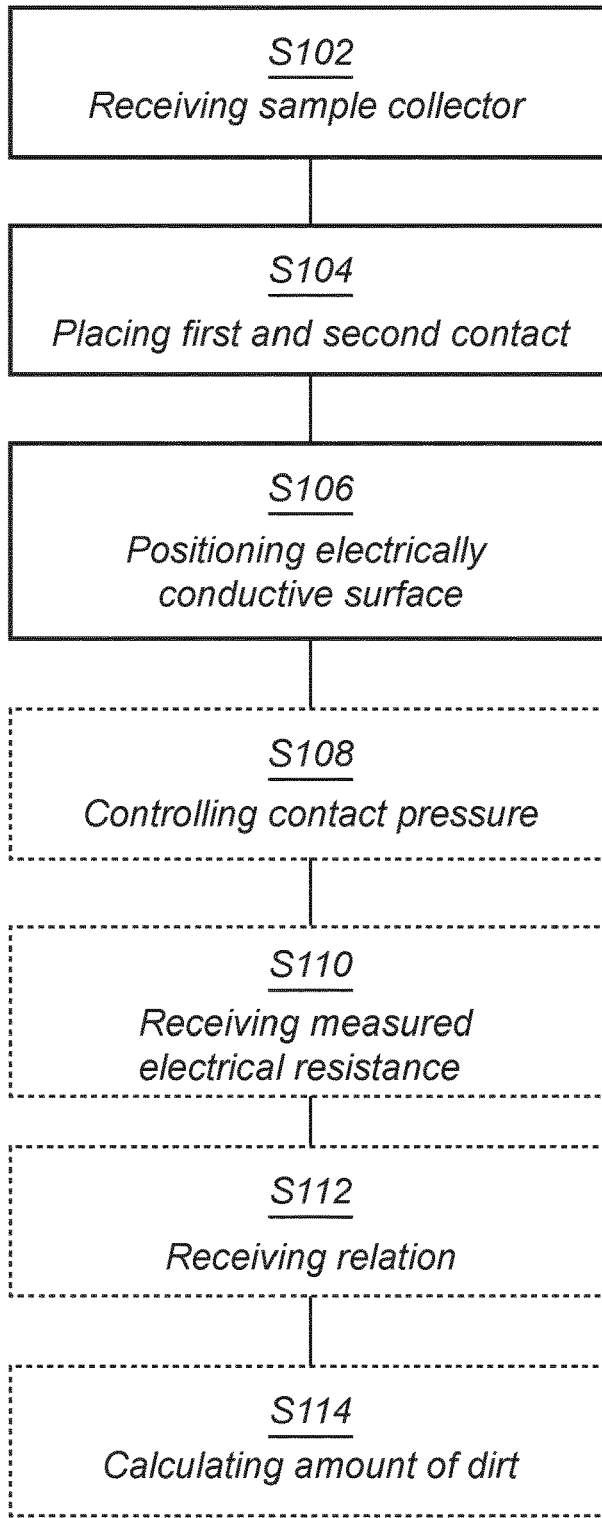 S102
Receiving sample collector
S104
Placing first and second contact
S106
Positioning electrically
conductive surface
S108
Controlling contact pressure
S110
Receiving measured
electrical resistance
S112
Receiving relation
S114
Calculating amount of dirt